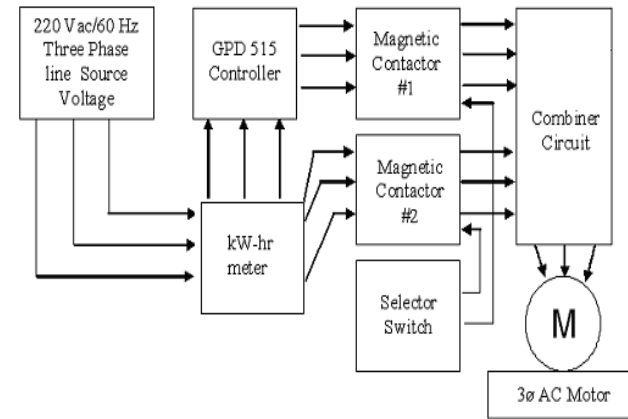 220 Vac/60 Hz
Three Phase
line Source
Voltage
GPD 515
Controller
Magnetic
Contactor
#1
Combiner
Circuit
Magnetic
Contactor
#2
kW-hr
meter
Selector
Switch
M
3ø AC Motor